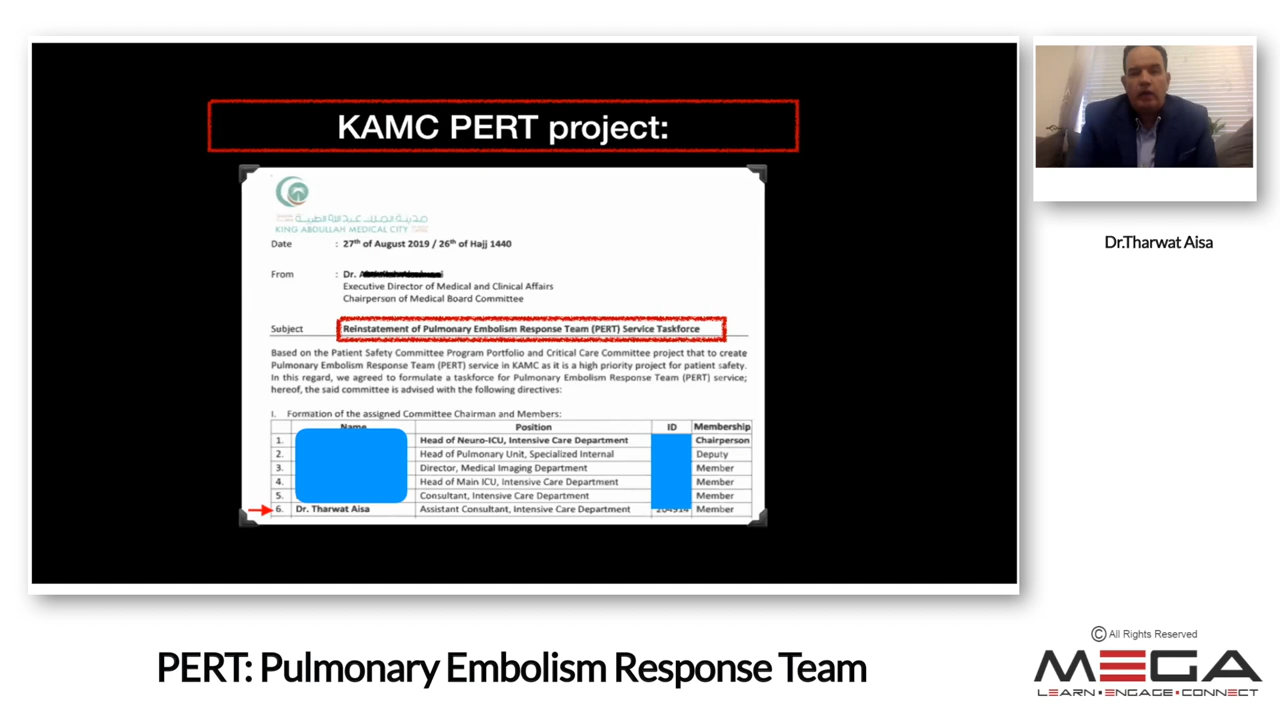 KAMC PERT project:
مدينة الملك عبدالله الطبية
KING ABDULLAH MEDICAL CITY
Date : 27th of August 2019 / 26th of Hajj 1440
From : Dr.
Executive Director of Medical and Clinical Affairs
Chairperson of Medical Board Committee
Subject Reinstatement of Pulmonary Embolism Response Team (PERT) Service Taskforce
Based on the Patient Safety Committee Program Portfolio and Critical Care Committee project that to create
Pulmonary Embolism Response Team (PERT) service in KAMC as it is a high priority project for patient safety.
In this regard, we agreed to formulate a taskforce for Pulmonary Embolism Response Team (PERT) service;
hereof, the said committee is advised with the following directives:
I. Formation of the assigned Committee Chairman and Members:
Name Position ID Membership
1. Head of Neuro-ICU, Intensive Care Department Chairperson
2. Head of Pulmonary Unit, Specialized Internal Deputy
3. Director, Medical Imaging Department Member
4. Head of Main ICU, Intensive Care Department Member
5. Consultant, Intensive Care Department Member
6. Dr. Tharwat Aisa Assistant Consultant, Intensive Care Department Member
Dr.Tharwat Aisa
PERT: Pulmonary Embolism Response Team
© All Rights Reserved
MEGA
LEARN • ENGAGE • CONNECT